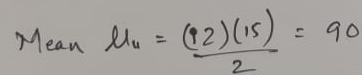 Mean μu = (12)(15)/2 = 90